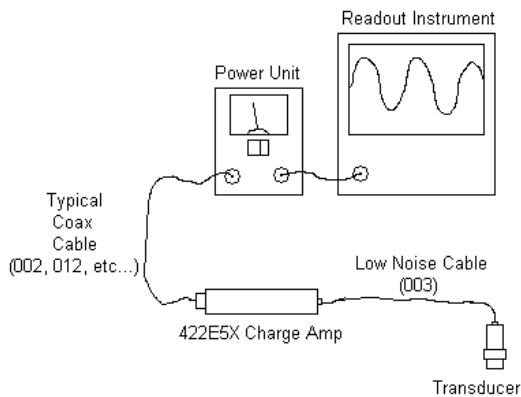 Readout Instrument
Power Unit
Typical
Coax
Cable
(002, 012, etc...)
Low Noise Cable
(003)
422E5X Charge Amp
Transducer